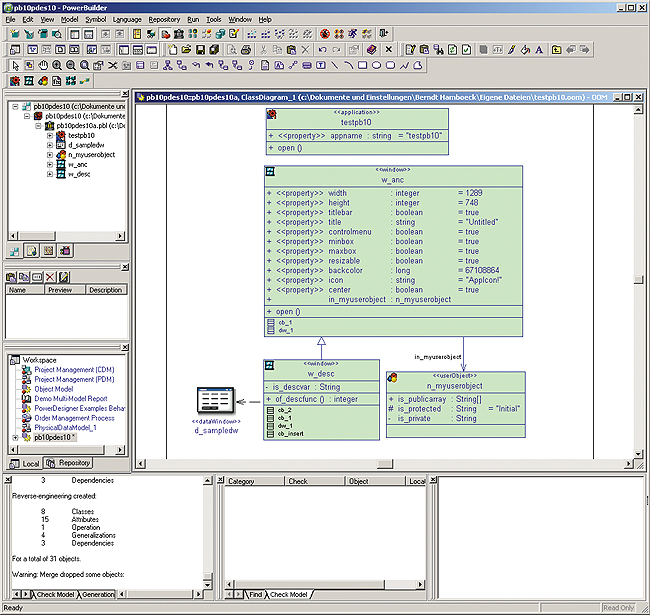 pb10pdes10 - PowerBuilder
File Edit View Model Symbol Language Repository Run Tools Window Help
pb10pdes10 (c:\Dokumente und
pb10pdes10 (c:\Dokume
pb10pdes10a.pbl (c:\D
testpb10
d_sampledw
n_myuserobject
w_anc
w_desc
Name Preview Description
Workspace
Project Management (CDM)
Project Management (PDM)
Object Model
Demo Multi-Model Report
PowerDesigner Examples Beha
Order Management Process
PhysicalDataModel_1
pb10pdes10 *
Local Repository
pb10pdes10::pb10pdes10a, ClassDiagram_1 (c:\Dokumente und Einstellungen\Berndt Hamboeck\Eigene Dateien\testpb10.oom) - OOM
<<application>>
testpb10
+ <<property>> appname : string = "testpb10"
+ open ()
<<window>>
w_anc
+ <<property>> width : integer = 1289
+ <<property>> height : integer = 748
+ <<property>> titlebar : boolean = true
+ <<property>> title : string = "Untitled"
+ <<property>> controlmenu : boolean = true
+ <<property>> minbox : boolean = true
+ <<property>> maxbox : boolean = true
+ <<property>> resizable : boolean = true
+ <<property>> backcolor : long = 67108864
+ <<property>> icon : string = "AppIcon!"
+ <<property>> center : boolean = true
+ in_myuserobject : n_myuserobject
+ open ()
cb_1
dw_1
in_myuserobject
<<window>>
w_desc
- is_descvar : String
+ of_descfunc () : integer
cb_2
cb_1
dw_1
cb_insert
<<dataWindow>>
d_sampledw
<<userObject>>
n_myuserobject
+ is_publicarray : String[]
# is_protected : String = "Initial"
- is_private : String
3 Dependencies
Reverse-engineering created:
8 Classes
15 Attributes
1 Operation
4 Generalizations
3 Dependencies
For a total of 31 objects.
Warning: Merge dropped some objects:
Check Model Generation
Category Check Object Locat
Find Check Model
Ready
Read Only